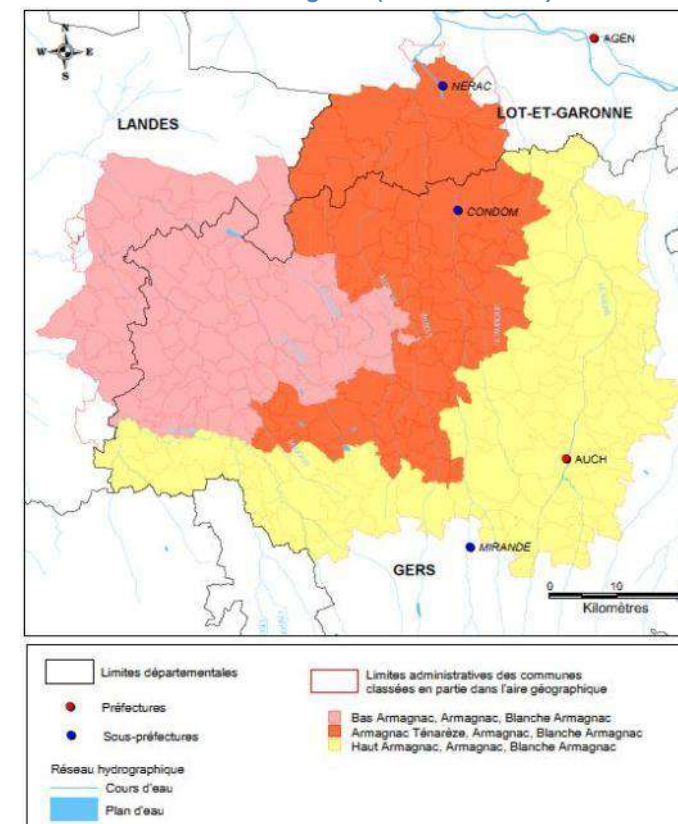 N
W E
S
AGEN
NERAC
LOT-ET-GARONNE
LANDES
CONDOM
AUCH
MIRANDE
GERS
0 10
Kilomètres
Limites départementales
Préfectures
Sous-préfectures
Réseau hydrographique
Cours d'eau
Plan d'eau
Limites administratives des communes
classées en partie dans l'aire géographique
Bas Armagnac, Armagnac, Blanche Armagnac
Armagnac Ténarèze, Armagnac, Blanche Armagnac
Haut Armagnac, Armagnac, Blanche Armagnac